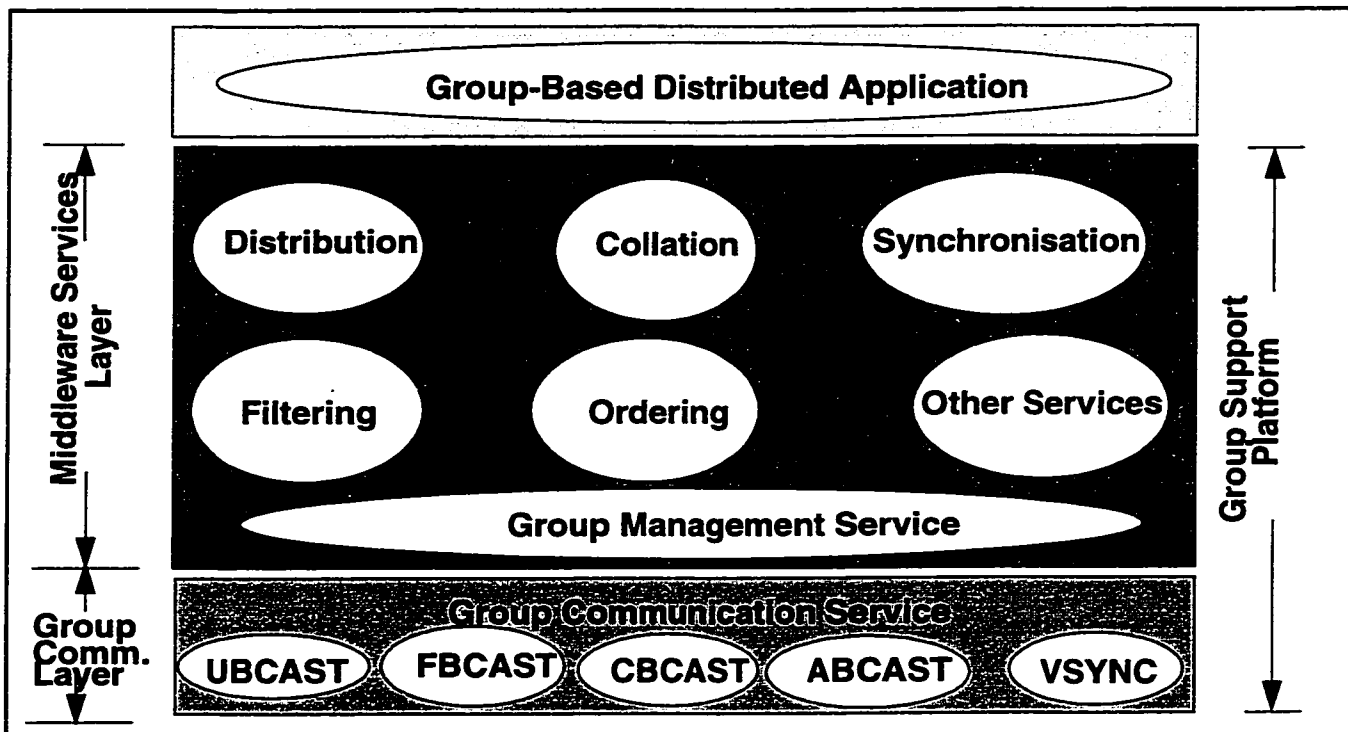 Group-Based Distributed Application
Middleware Services
Layer
Distribution
Collation
Synchronisation
Filtering
Ordering
Other Services
Group Management Service
Group Support
Platform
Group
Comm.
Layer
Group Communication Service
UBCAST
FBCAST
CBCAST
ABCAST
VSYNC